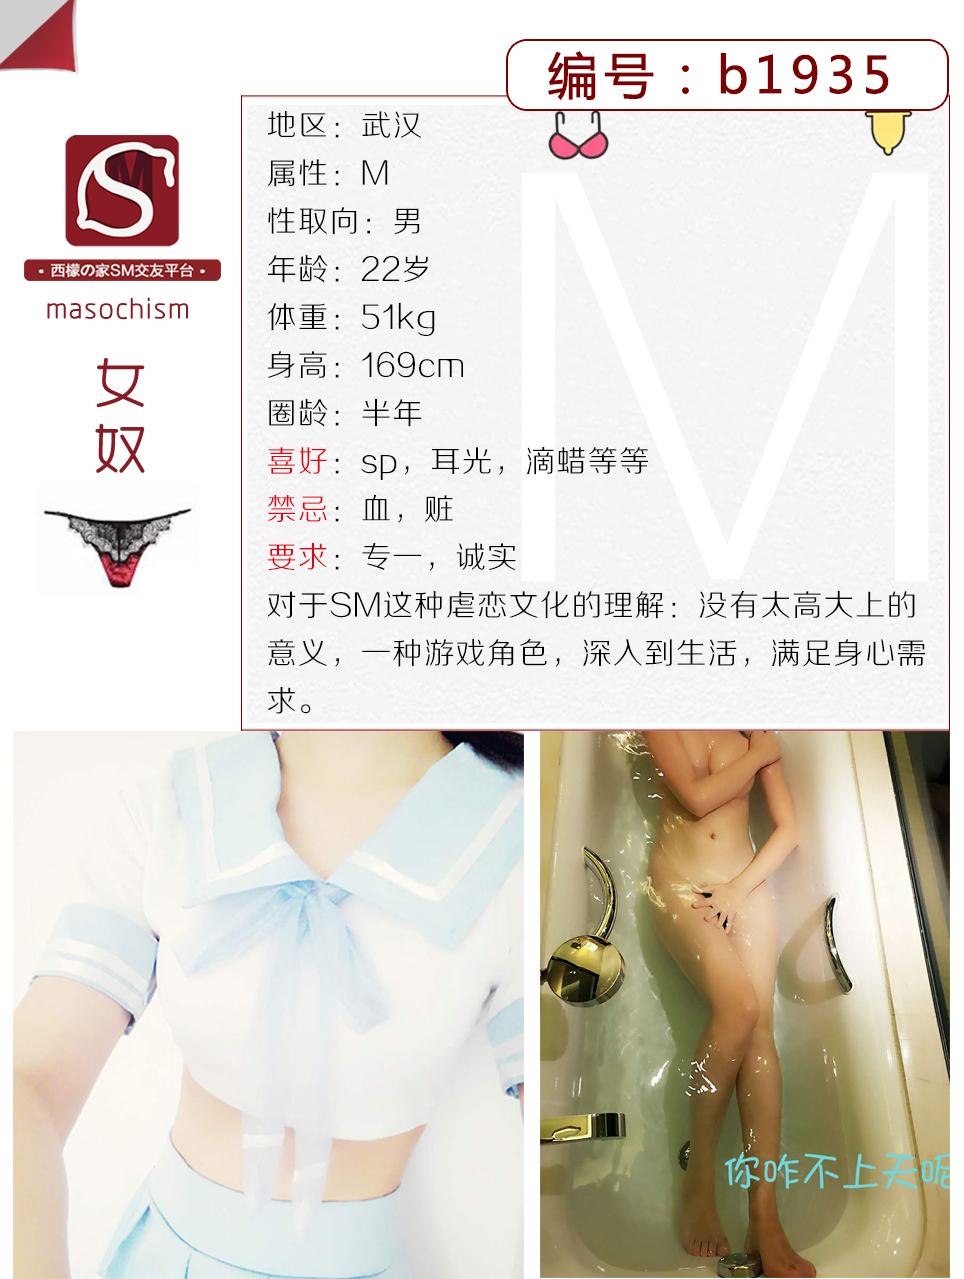 编号：b1935
地区：武汉
属性：M
性取向：男
年龄：22岁
体重：51kg
身高：169cm
圈龄：半年
喜好：sp，耳光，滴蜡等等
禁忌：血，脏
要求：专一，诚实
对于SM这种虐恋文化的理解：没有太高大上的
意义，一种游戏角色，深入到生活，满足身心需
求。
M
SM
·西檬の家SM交友平台·
masochism
女
奴
你咋不上天呢